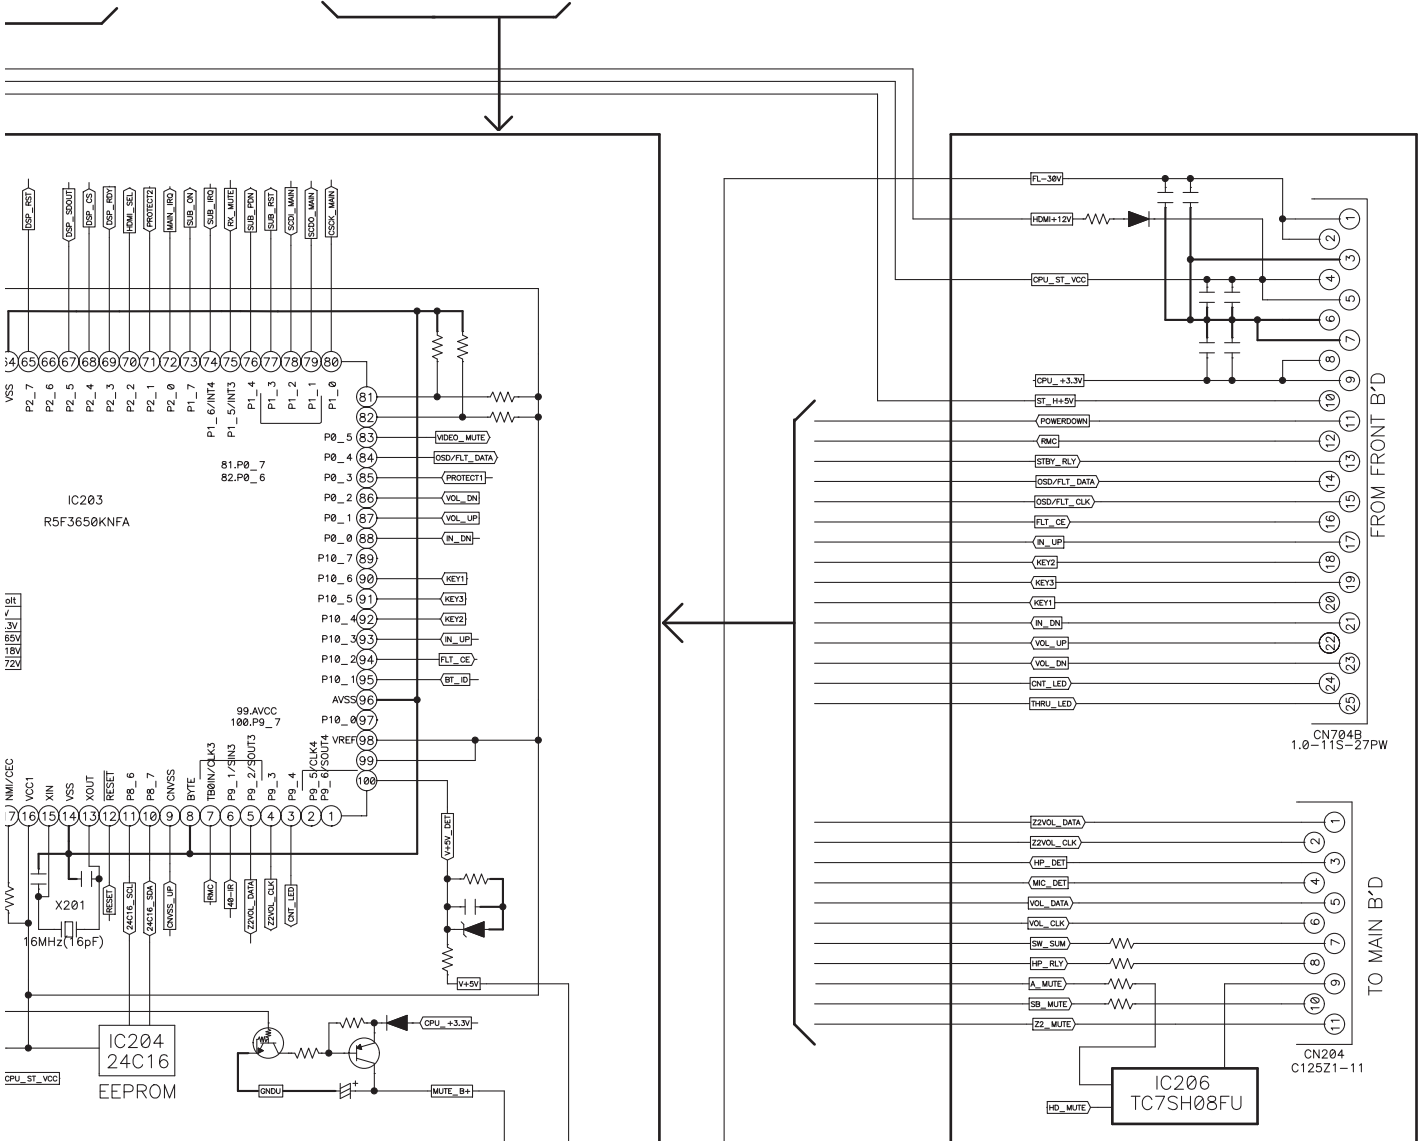 DSP_RST
DSP_SDOUT
DSP_CS
DSP_RDY
HDMI_SEL
PROTECT2
MAIN_IRQ
SUB_ON
SUB_IRQ
RX_MUTE
SUB_PDN
SUB_RST
SCDI_MAIN
SCDO_MAIN
CSCK_MAIN
65
66
67
68
69
70
71
72
73
74
75
76
77
78
79
80
VSS
P2_7
P2_6
P2_5
P2_4
P2_3
P2_2
P2_1
P2_0
P1_7
P1_6/INT4
P1_5/INT3
P1_4
P1_3
P1_2
P1_1
P1_0
81
82
P0_5 83 VIDEO_MUTE
P0_4 84 OSD/FLT_DATA
P0_3 85 PROTECT1
P0_2 86 VOL_DN
P0_1 87 VOL_UP
P0_0 88 IN_DN
P10_7 89
P10_6 90 KEY1
P10_5 91 KEY3
P10_4 92 KEY2
P10_3 93 IN_UP
P10_2 94 FLT_CE
P10_1 95 BT_ID
AVSS 96
P10_0 97
VREF 98
99
100
81.P0_7
82.P0_6
IC203
R5F3650KNFA
olt
V
.3V
65V
18V
72V
99.AVCC
100.P9_7
NMI/CEC
VCC1
XIN
VSS
XOUT
RESET
P8_6
P8_7
CNVSS
BYTE
TB0IN/CLK3
P9_1/SIN3
P9_2/SOUT3
P9_3
P9_4
P9_5/CLK4
P9_6/SOUT4
17
16
15
14
13
12
11
10
9
8
7
6
5
4
3
2
1
X201
16MHz(16pF)
RESET
24C16_SCL
24C16_SDA
CNVSS_UP
RMC
Z2VOL_DATA
Z2VOL_CLK
CNT_LED
V+5V_DET
V+5V
IC204
24C16
EEPROM
CPU_ST_VCC
CPU_+3.3V
GNDU
+
MUTE_B+
FL-30V
HDMI+12V
CPU_ST_VCC
CPU_+3.3V
ST_H+5V
POWERDOWN
RMC
STBY_RLY
OSD/FLT_DATA
OSD/FLT_CLK
FLT_CE
IN_UP
KEY2
KEY3
KEY1
IN_DN
VOL_UP
VOL_DN
CNT_LED
THRU_LED
1
2
3
4
5
6
7
8
9
10
11
12
13
14
15
16
17
18
19
20
21
22
23
24
25
FROM FRONT B'D
CN704B
1.0-11S-27PW
Z2VOL_DATA 1
Z2VOL_CLK 2
HP_DET 3
MIC_DET 4
VOL_DATA 5
VOL_CLK 6
SW_SUM 7
HP_RLY 8
A_MUTE 9
SB_MUTE 10
Z2_MUTE 11
TO MAIN B'D
CN204
C125Z1-11
IC206
TC7SH08FU
HD_MUTE